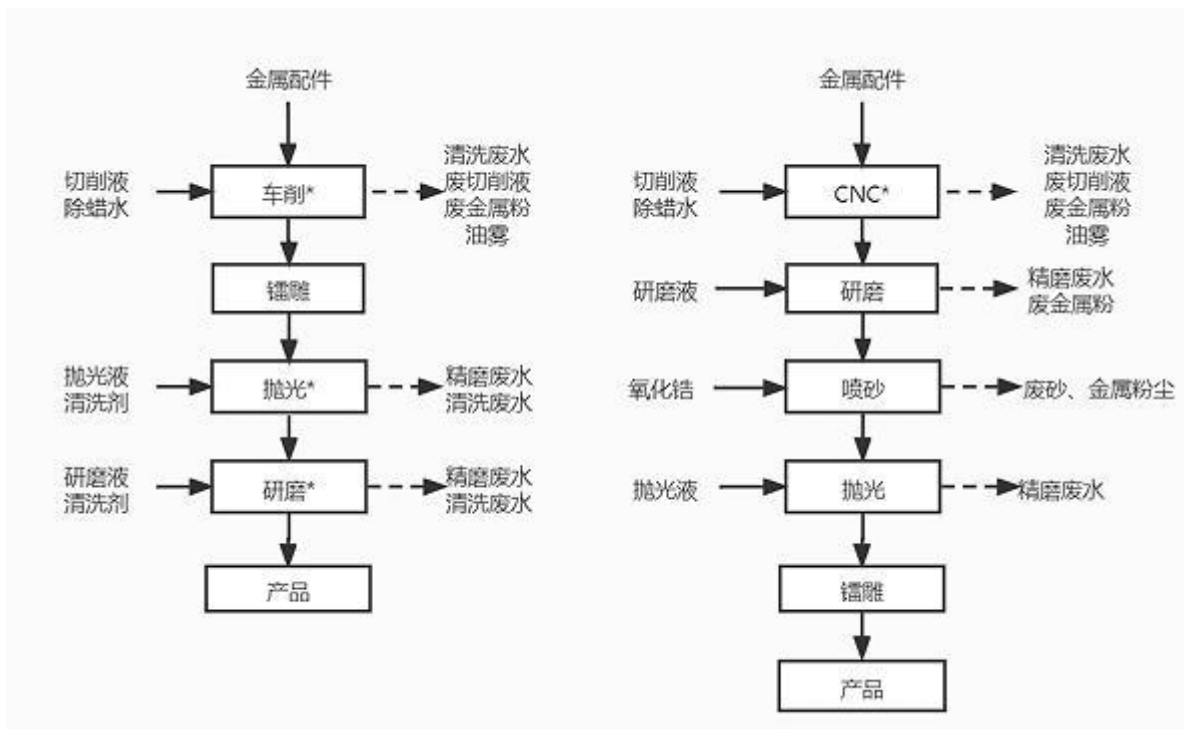 金属配件
切削液
除蜡水
车削*
清洗废水
废切削液
废金属粉
油雾
镭雕
抛光液
清洗剂
抛光*
精磨废水
清洗废水
研磨液
清洗剂
研磨*
精磨废水
清洗废水
产品
金属配件
切削液
除蜡水
CNC*
清洗废水
废切削液
废金属粉
油雾
研磨液
研磨
精磨废水
废金属粉
氧化锆
喷砂
废砂、金属粉尘
抛光液
抛光
精磨废水
镭雕
产品